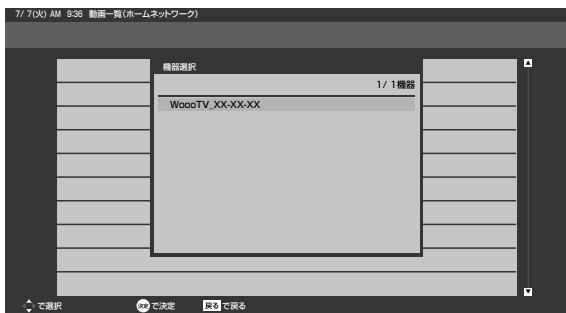 7/ 7(火) AM 9:36 動画一覧(ホームネットワーク)
機器選択
1/ 1機器
WoooTV_XX-XX-XX
で選択 決定 で決定 戻る で戻る